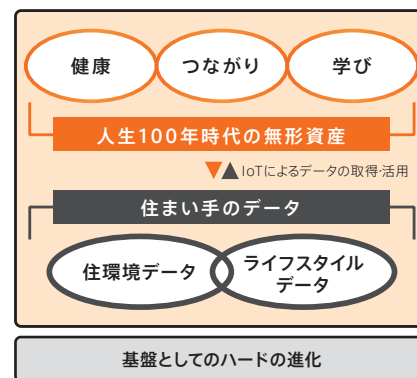 健康
つながり
学び
人生100年時代の無形資産
▼▲IoTによるデータの取得・活用
住まい手のデータ
住環境データ
ライフスタイル
データ
基盤としてのハードの進化